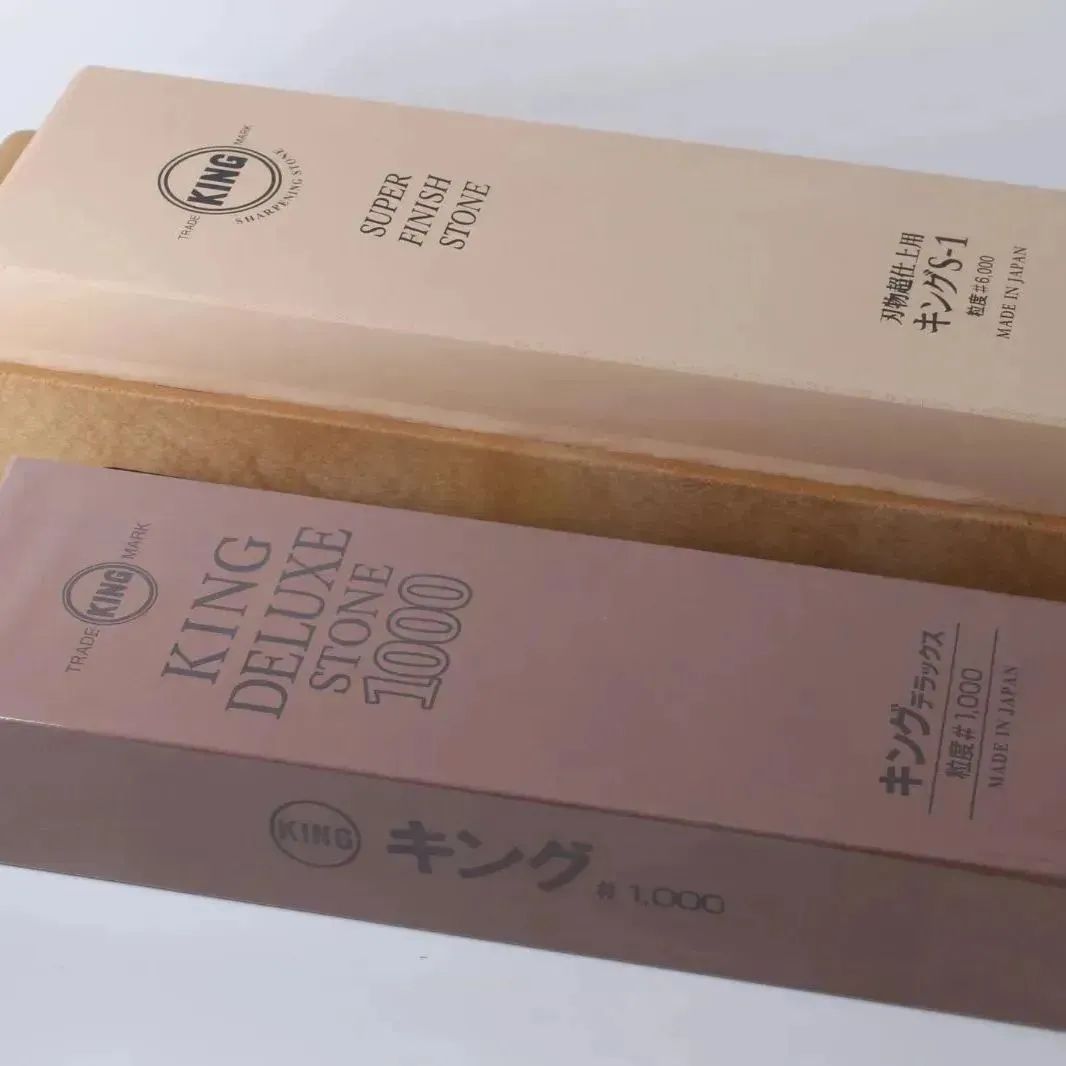 TRADE MARK
KING
SHARPENING STONE
SUPER
FINISH
STONE
刃物超仕上用
キングS-1
粒度#6,000
MADE IN JAPAN
TRADE MARK
KING
KING
DELUXE
STONE
1000
キングデラックス
粒度#1,000
MADE IN JAPAN
KING キング #1,000